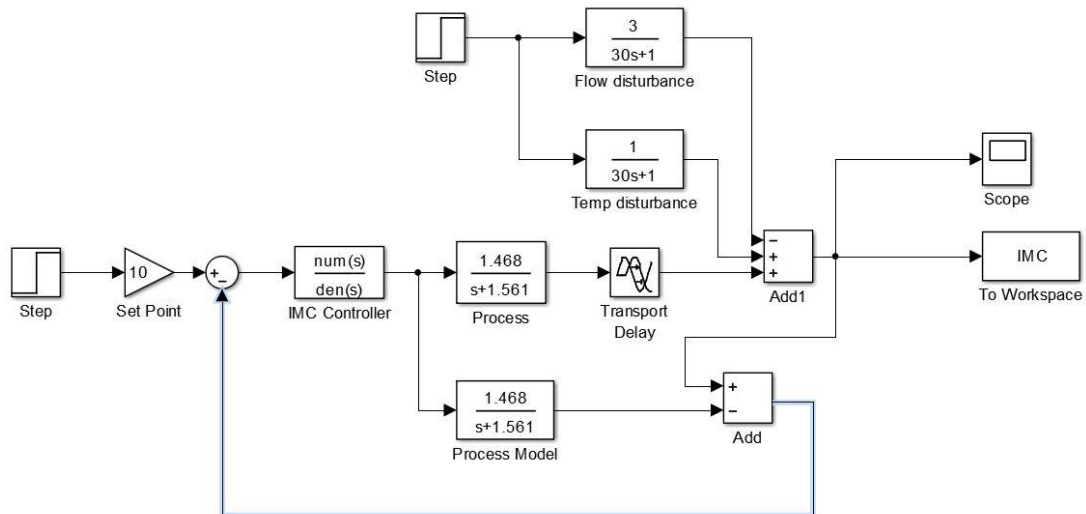 Step
3
30s+1
Flow disturbance
1
30s+1
Temp disturbance
Scope
Step
10
Set Point
+
−
num(s)
den(s)
IMC Controller
1.468
s+1.561
Process
Transport
Delay
−
+
+
Add1
IMC
To Workspace
1.468
s+1.561
Process Model
+
−
Add